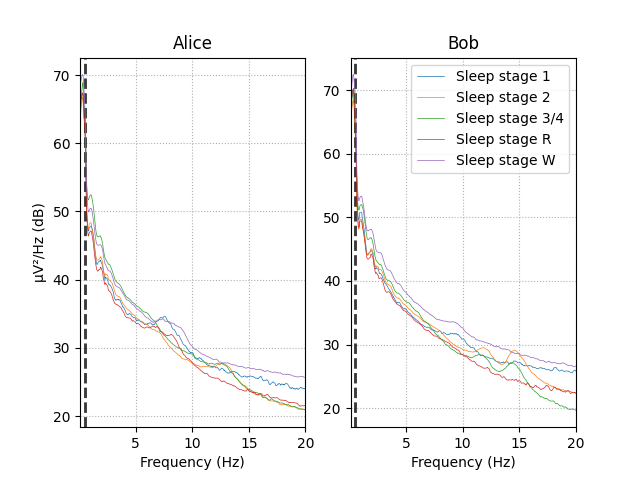 Alice
Bob
70
60
50
40
30
20
5
10
15
20
μV²/Hz (dB)
Frequency (Hz)
70
60
50
40
30
20
5
10
15
20
Frequency (Hz)
Sleep stage 1
Sleep stage 2
Sleep stage 3/4
Sleep stage R
Sleep stage W